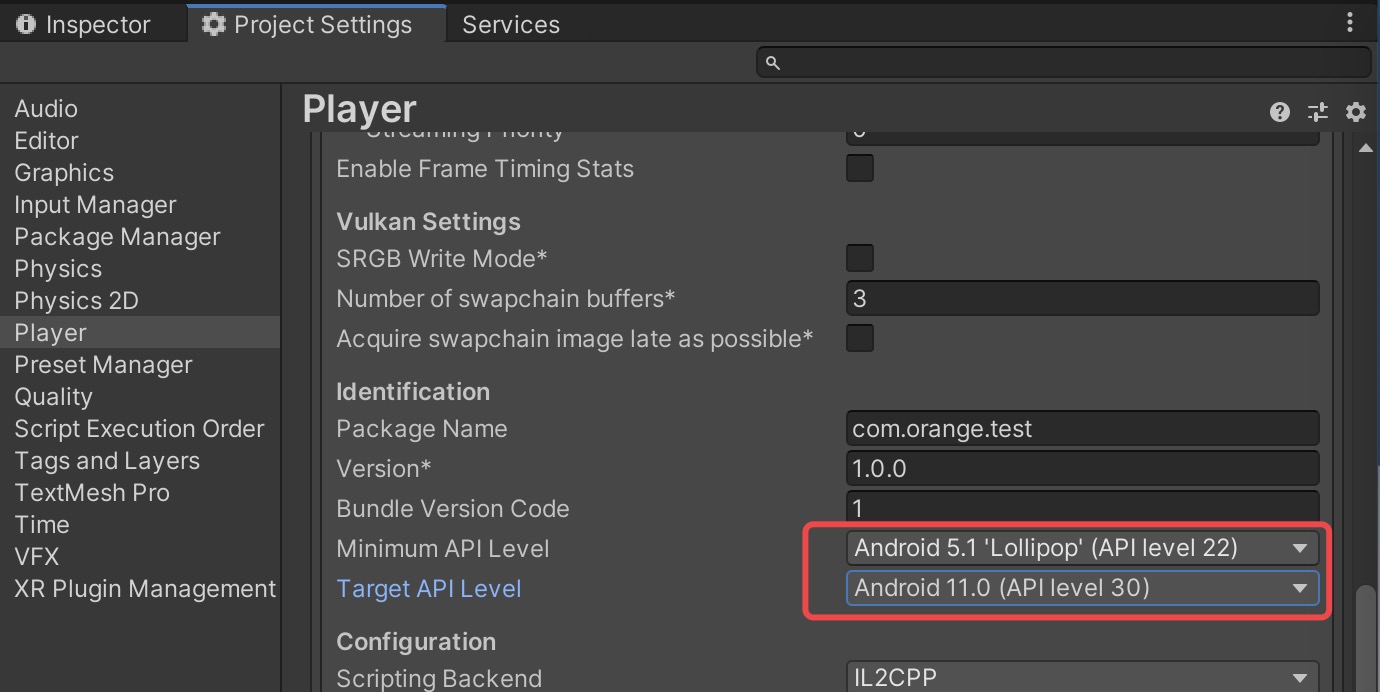 Inspector
Project Settings
Services
Audio
Editor
Graphics
Input Manager
Package Manager
Physics
Physics 2D
Player
Preset Manager
Quality
Script Execution Order
Tags and Layers
TextMesh Pro
Time
VFX
XR Plugin Management
Player
Streaming Priority 0
Enable Frame Timing Stats
Vulkan Settings
SRGB Write Mode*
Number of swapchain buffers* 3
Acquire swapchain image late as possible*
Identification
Package Name com.orange.test
Version* 1.0.0
Bundle Version Code 1
Minimum API Level Android 5.1 'Lollipop' (API level 22)
Target API Level Android 11.0 (API level 30)
Configuration
Scripting Backend IL2CPP